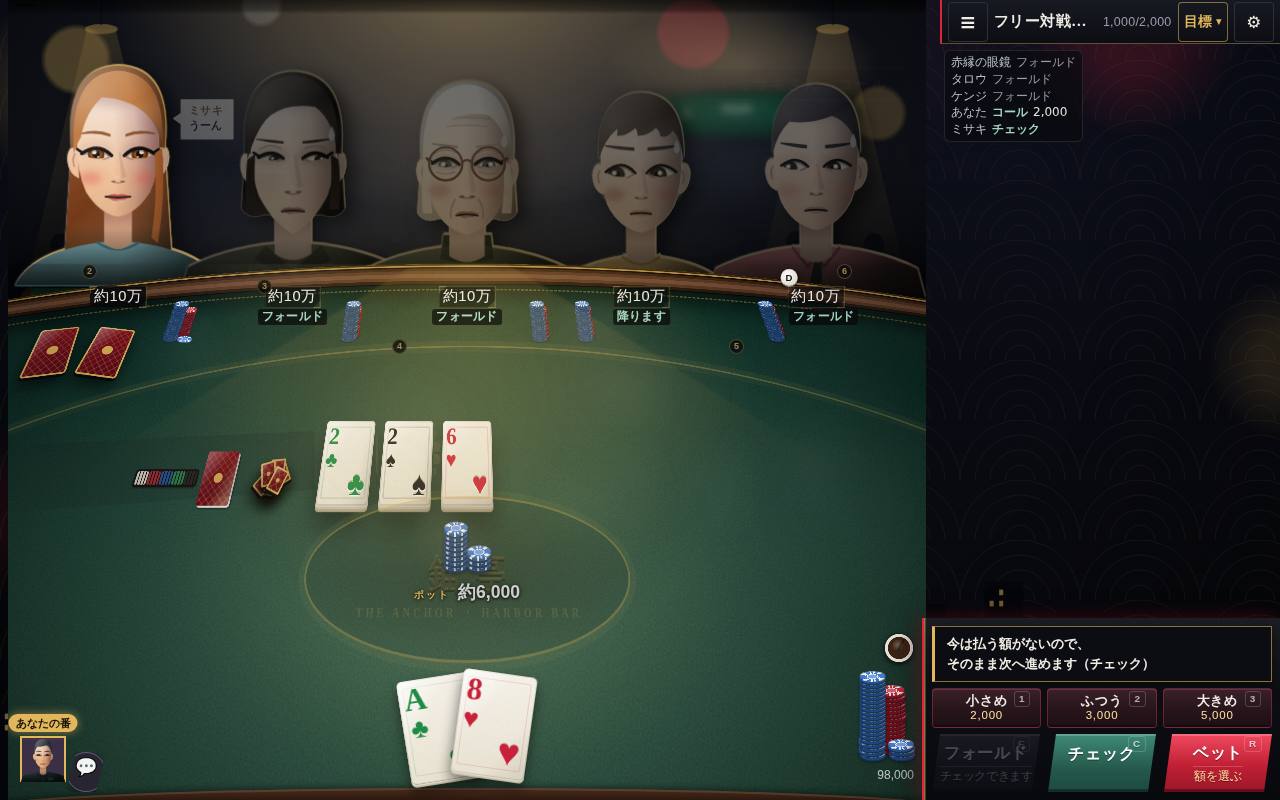 フリー対戦…
1,000/2,000
目標▾
赤縁の眼鏡 フォールド
タロウ フォールド
ケンジ フォールド
あなた コール 2,000
ミサキ チェック
ミサキ
うーん
2
3
D
6
約10万
約10万
約10万
約10万
約10万
フォールド
フォールド
降ります
フォールド
4
5
2
2
6
ポット 約6,000
THE ANCHOR · HARBOR BAR
A
8
98,000
あなたの番
今は払う額がないので、
そのまま次へ進めます（チェック）
小さめ 1
2,000
ふつう 2
3,000
大きめ 3
5,000
フォールド F
チェックできます
チェック C
ベット R
額を選ぶ